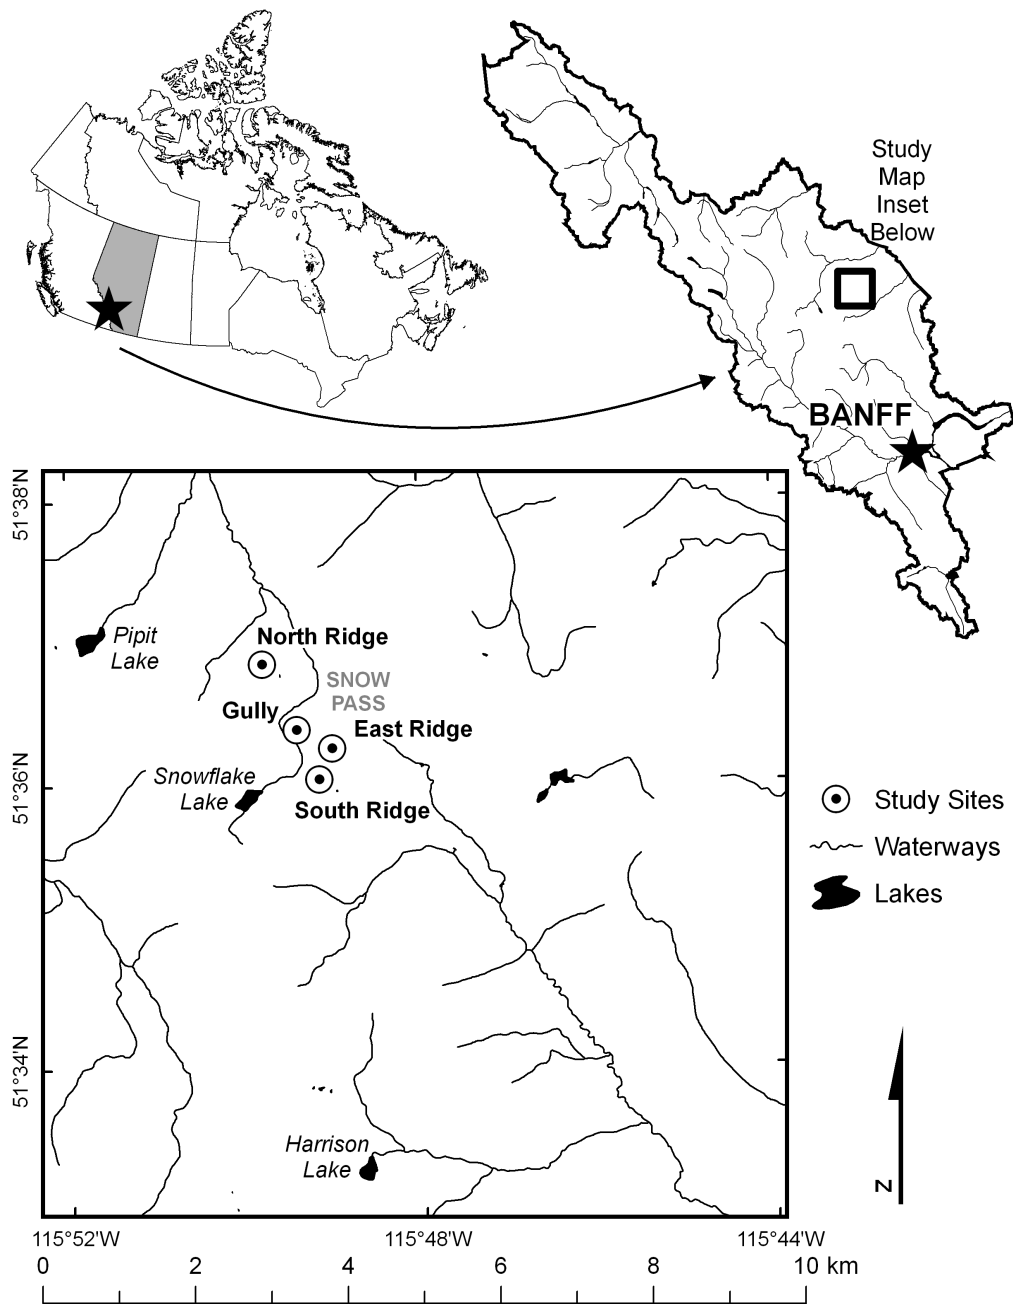 Study
Map
Inset
Below
BANFF
51°38'N
51°36'N
51°34'N
Pipit
Lake
North Ridge
SNOW
PASS
Gully
East Ridge
Snowflake
Lake
South Ridge
Harrison
Lake
Study Sites
Waterways
Lakes
N
115°52'W
115°48'W
115°44'W
0
2
4
6
8
10 km